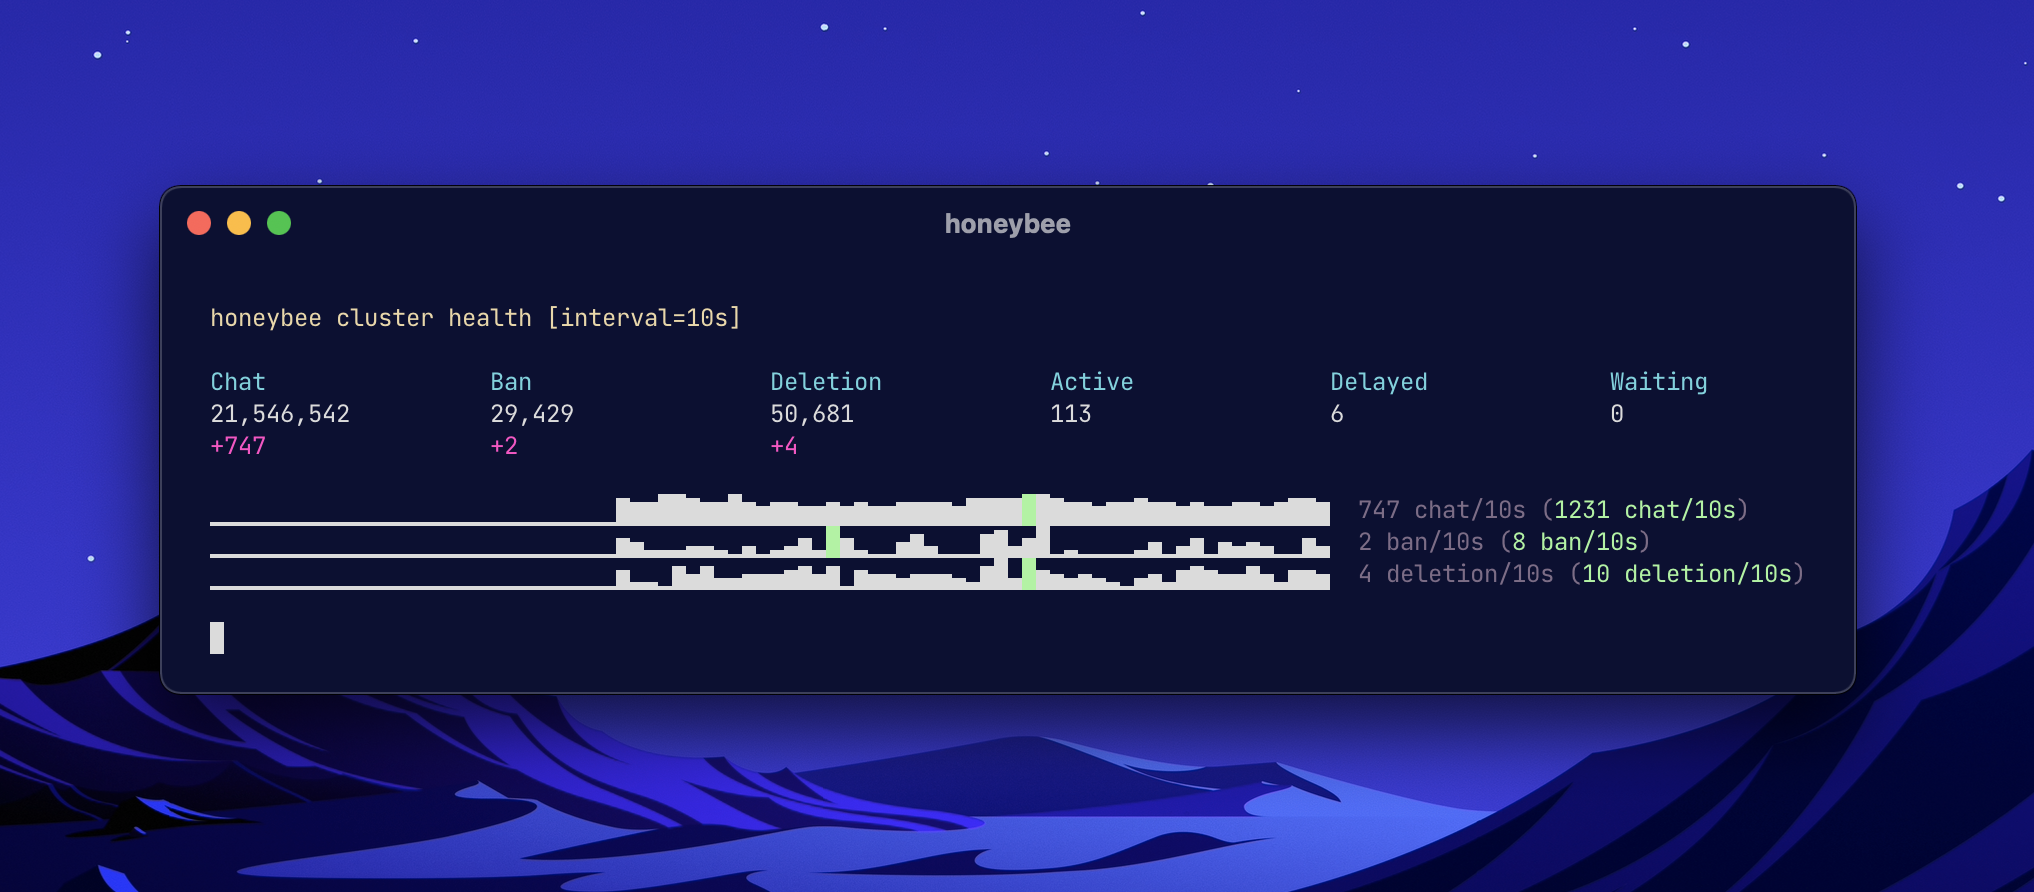 honeybee
honeybee cluster health [interval=10s]
Chat Ban Deletion Active Delayed Waiting
21,546,542 29,429 50,681 113 6 0
+747 +2 +4
747 chat/10s (1231 chat/10s)
2 ban/10s (8 ban/10s)
4 deletion/10s (10 deletion/10s)